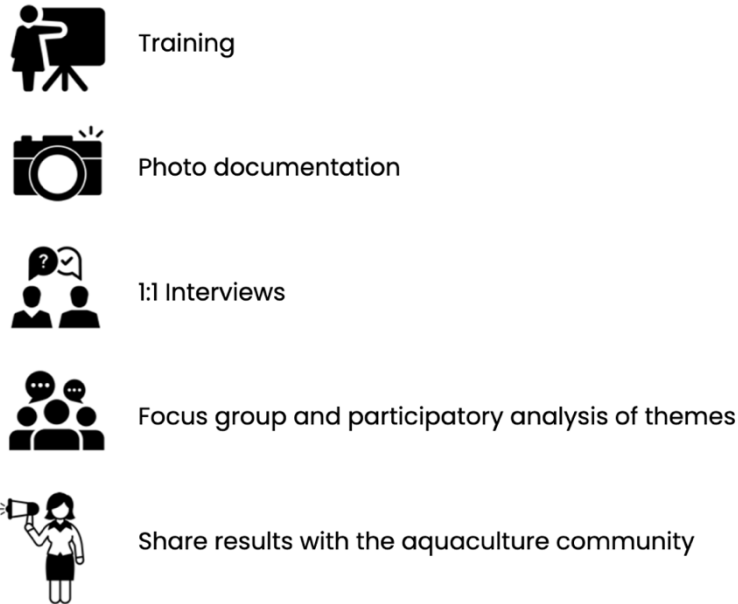 Training
Photo documentation
?
1:1 Interviews
Focus group and participatory analysis of themes
Share results with the aquaculture community